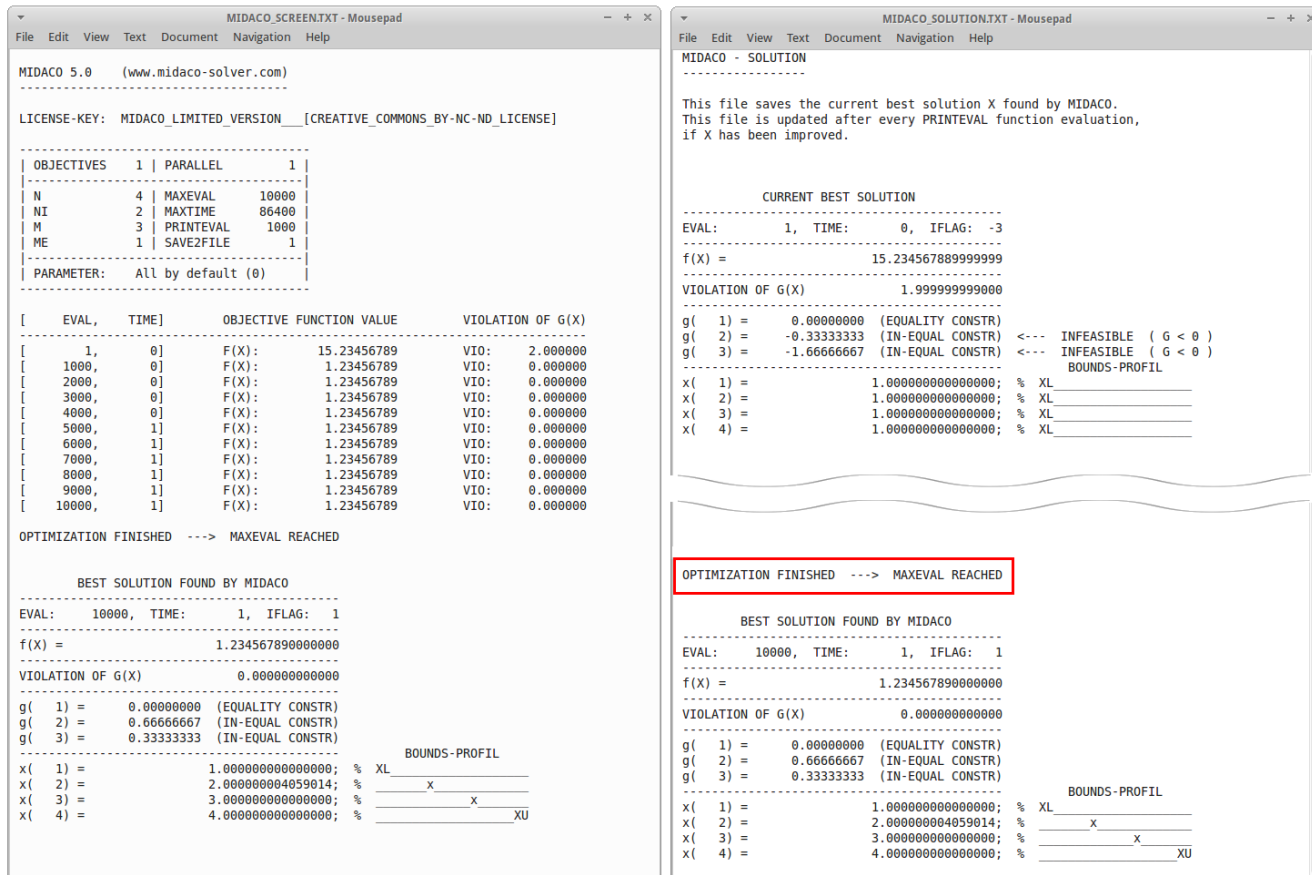 MIDACO_SCREEN.TXT - Mousepad
File Edit View Text Document Navigation Help
MIDACO 5.0    (www.midaco-solver.com)
-------------------------------------
LICENSE-KEY:  MIDACO_LIMITED_VERSION___[CREATIVE_COMMONS_BY-NC-ND_LICENSE]
----------------------------------------
| OBJECTIVES    1 | PARALLEL         1 |
|--------------------------------------|
| N             4 | MAXEVAL      10000 |
| NI            2 | MAXTIME      86400 |
| M             3 | PRINTEVAL     1000 |
| ME            1 | SAVE2FILE        1 |
|--------------------------------------|
| PARAMETER:    All by default (0)     |
----------------------------------------
[     EVAL,    TIME]        OBJECTIVE FUNCTION VALUE         VIOLATION OF G(X)
------------------------------------------------------------------------------
[        1,       0]        F(X):        15.23456789         VIO:     2.000000
[     1000,       0]        F(X):         1.23456789         VIO:     0.000000
[     2000,       0]        F(X):         1.23456789         VIO:     0.000000
[     3000,       0]        F(X):         1.23456789         VIO:     0.000000
[     4000,       0]        F(X):         1.23456789         VIO:     0.000000
[     5000,       1]        F(X):         1.23456789         VIO:     0.000000
[     6000,       1]        F(X):         1.23456789         VIO:     0.000000
[     7000,       1]        F(X):         1.23456789         VIO:     0.000000
[     8000,       1]        F(X):         1.23456789         VIO:     0.000000
[     9000,       1]        F(X):         1.23456789         VIO:     0.000000
[    10000,       1]        F(X):         1.23456789         VIO:     0.000000
OPTIMIZATION FINISHED  --->  MAXEVAL REACHED
BEST SOLUTION FOUND BY MIDACO
--------------------------------------------
EVAL:     10000,  TIME:       1,  IFLAG:   1
--------------------------------------------
f(X) =                     1.234567890000000
--------------------------------------------
VIOLATION OF G(X)             0.000000000000
--------------------------------------------
g(   1) =      0.00000000  (EQUALITY CONSTR)
g(   2) =      0.66666667  (IN-EQUAL CONSTR)
g(   3) =      0.33333333  (IN-EQUAL CONSTR)
--------------------------------------------         BOUNDS-PROFIL
x(   1) =                 1.000000000000000;  %  XL___________________
x(   2) =                 2.000000004059014;  %  _______x_____________
x(   3) =                 3.000000000000000;  %  _____________x_______
x(   4) =                 4.000000000000000;  %  ___________________XU
MIDACO_SOLUTION.TXT - Mousepad
File Edit View Text Document Navigation Help
MIDACO - SOLUTION
-----------------
This file saves the current best solution X found by MIDACO.
This file is updated after every PRINTEVAL function evaluation,
if X has been improved.
CURRENT BEST SOLUTION
--------------------------------------------
EVAL:         1,  TIME:       0,  IFLAG:  -3
--------------------------------------------
f(X) =                    15.234567889999999
--------------------------------------------
VIOLATION OF G(X)             1.999999999000
--------------------------------------------
g(   1) =      0.00000000  (EQUALITY CONSTR)
g(   2) =     -0.33333333  (IN-EQUAL CONSTR)  <---  INFEASIBLE  ( G < 0 )
g(   3) =     -1.66666667  (IN-EQUAL CONSTR)  <---  INFEASIBLE  ( G < 0 )
--------------------------------------------         BOUNDS-PROFIL
x(   1) =                 1.000000000000000;  %  XL___________________
x(   2) =                 1.000000000000000;  %  XL___________________
x(   3) =                 1.000000000000000;  %  XL___________________
x(   4) =                 1.000000000000000;  %  XL___________________
OPTIMIZATION FINISHED  --->  MAXEVAL REACHED
BEST SOLUTION FOUND BY MIDACO
--------------------------------------------
EVAL:     10000,  TIME:       1,  IFLAG:   1
--------------------------------------------
f(X) =                     1.234567890000000
--------------------------------------------
VIOLATION OF G(X)             0.000000000000
--------------------------------------------
g(   1) =      0.00000000  (EQUALITY CONSTR)
g(   2) =      0.66666667  (IN-EQUAL CONSTR)
g(   3) =      0.33333333  (IN-EQUAL CONSTR)
--------------------------------------------         BOUNDS-PROFIL
x(   1) =                 1.000000000000000;  %  XL___________________
x(   2) =                 2.000000004059014;  %  _______x_____________
x(   3) =                 3.000000000000000;  %  _____________x_______
x(   4) =                 4.000000000000000;  %  ___________________XU